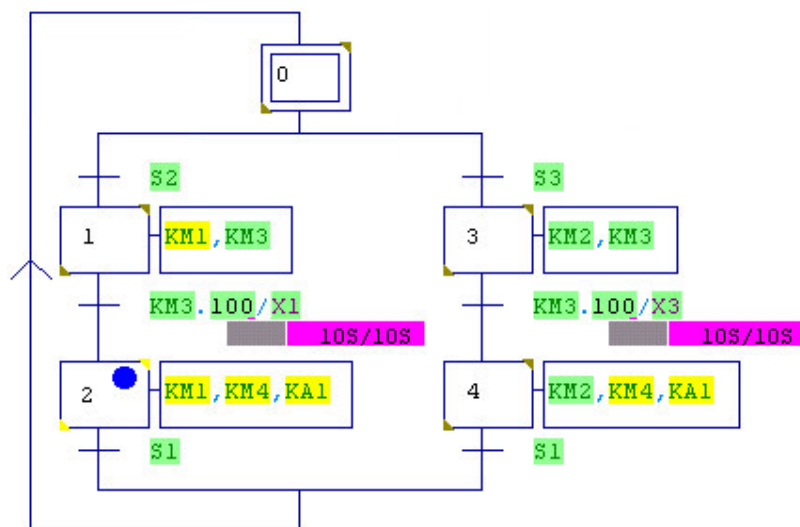 0
S2 S3
1 KM1,KM3 3 KM2,KM3
KM3.100/X1 KM3.100/X3
10S/10S 10S/10S
2 KM1,KM4,KA1 4 KM2,KM4,KA1
S1 S1